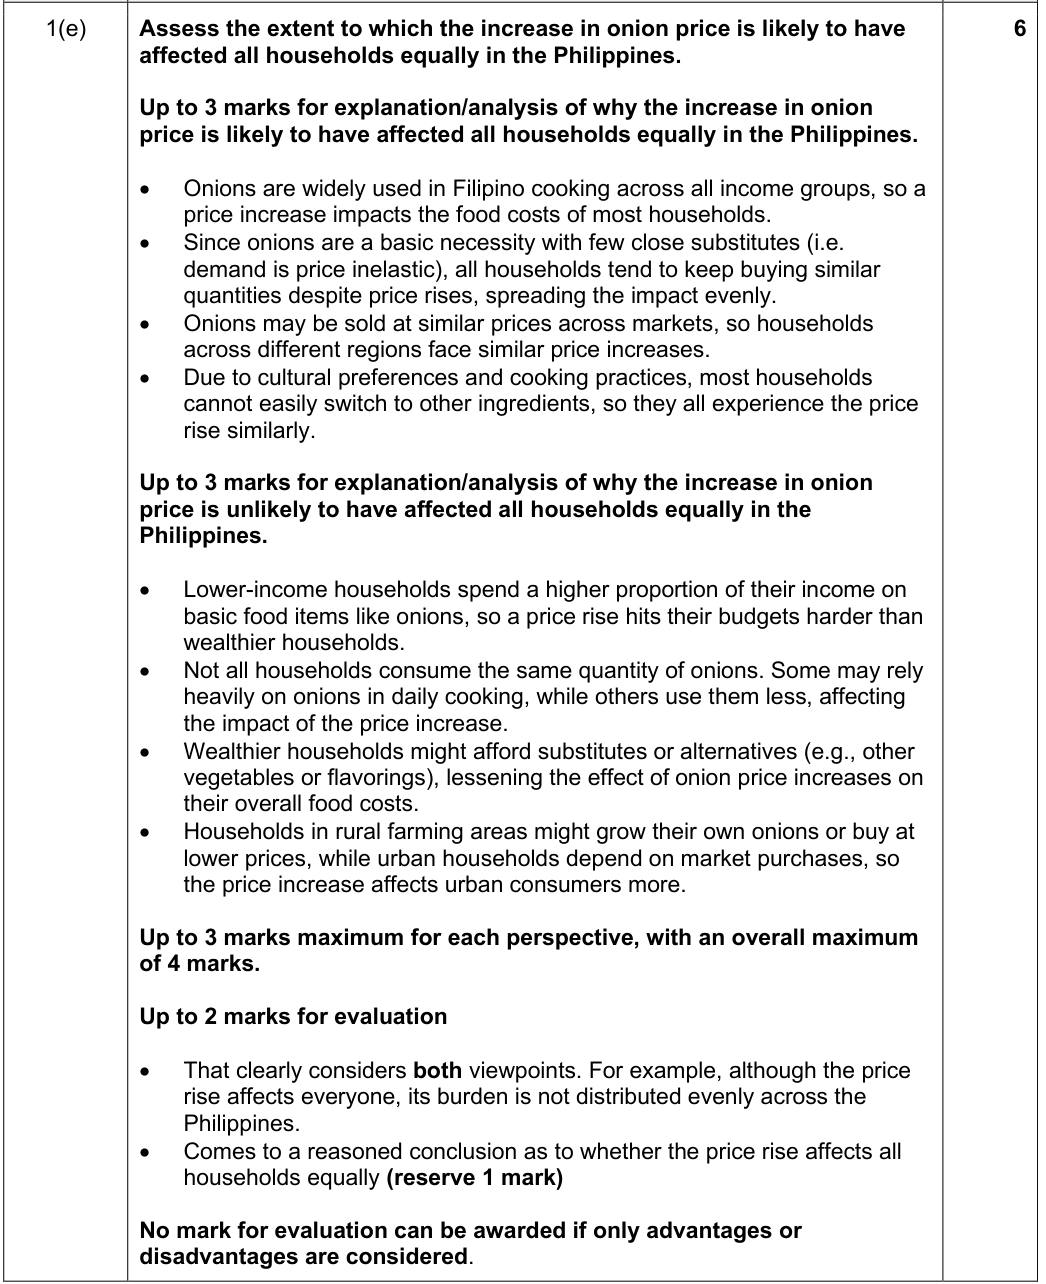 1(e)
Assess the extent to which the increase in onion price is likely to have
affected all households equally in the Philippines.
6
Up to 3 marks for explanation/analysis of why the increase in onion
price is likely to have affected all households equally in the Philippines.
• Onions are widely used in Filipino cooking across all income groups, so a
price increase impacts the food costs of most households.
• Since onions are a basic necessity with few close substitutes (i.e.
demand is price inelastic), all households tend to keep buying similar
quantities despite price rises, spreading the impact evenly.
• Onions may be sold at similar prices across markets, so households
across different regions face similar price increases.
• Due to cultural preferences and cooking practices, most households
cannot easily switch to other ingredients, so they all experience the price
rise similarly.
Up to 3 marks for explanation/analysis of why the increase in onion
price is unlikely to have affected all households equally in the
Philippines.
• Lower-income households spend a higher proportion of their income on
basic food items like onions, so a price rise hits their budgets harder than
wealthier households.
• Not all households consume the same quantity of onions. Some may rely
heavily on onions in daily cooking, while others use them less, affecting
the impact of the price increase.
• Wealthier households might afford substitutes or alternatives (e.g., other
vegetables or flavorings), lessening the effect of onion price increases on
their overall food costs.
• Households in rural farming areas might grow their own onions or buy at
lower prices, while urban households depend on market purchases, so
the price increase affects urban consumers more.
Up to 3 marks maximum for each perspective, with an overall maximum
of 4 marks.
Up to 2 marks for evaluation
• That clearly considers both viewpoints. For example, although the price
rise affects everyone, its burden is not distributed evenly across the
Philippines.
• Comes to a reasoned conclusion as to whether the price rise affects all
households equally (reserve 1 mark)
No mark for evaluation can be awarded if only advantages or
disadvantages are considered.